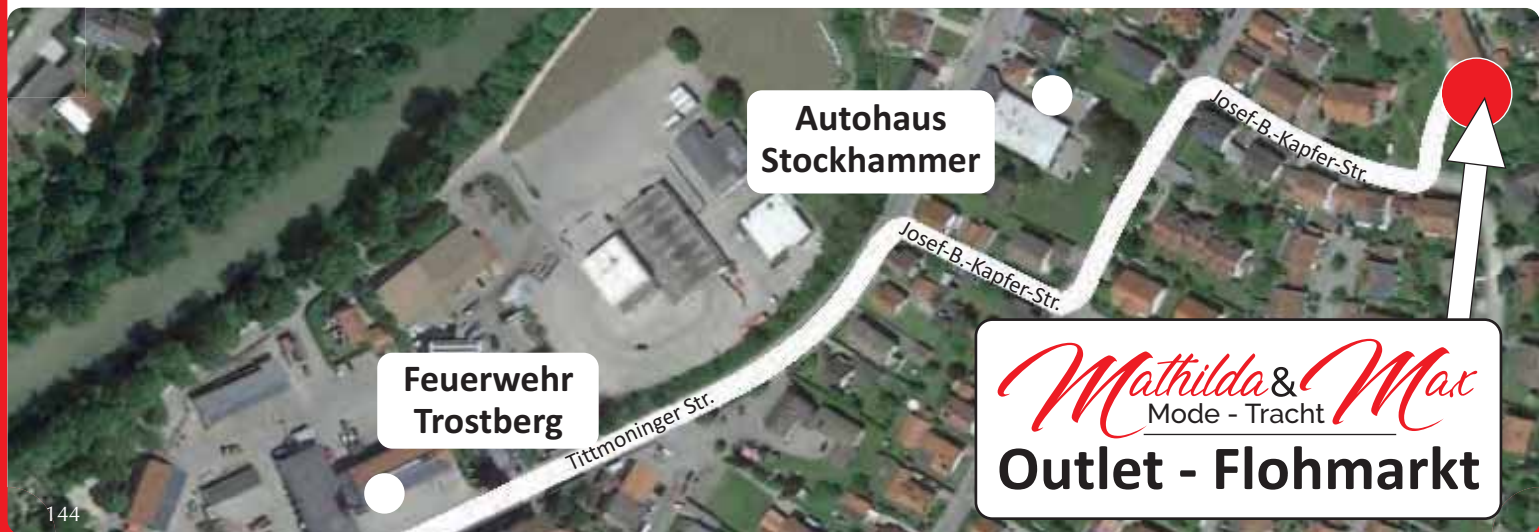 Autohaus
Stockhammer
Josef-B.-Kapfer-Str.
Josef-B.-Kapfer-Str.
Feuerwehr
Trostberg
Tittmoninger Str.
Mathilda & Max
Mode - Tracht
Outlet - Flohmarkt
144